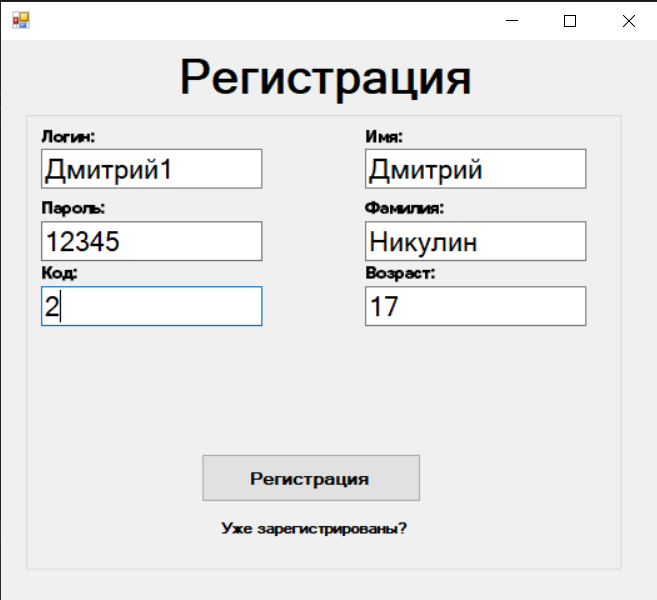 Регистрация
Логин:
Дмитрий1
Имя:
Дмитрий
Пароль:
12345
Фамилия:
Никулин
Код:
2
Возраст:
17
Регистрация
Уже зарегистрированы?